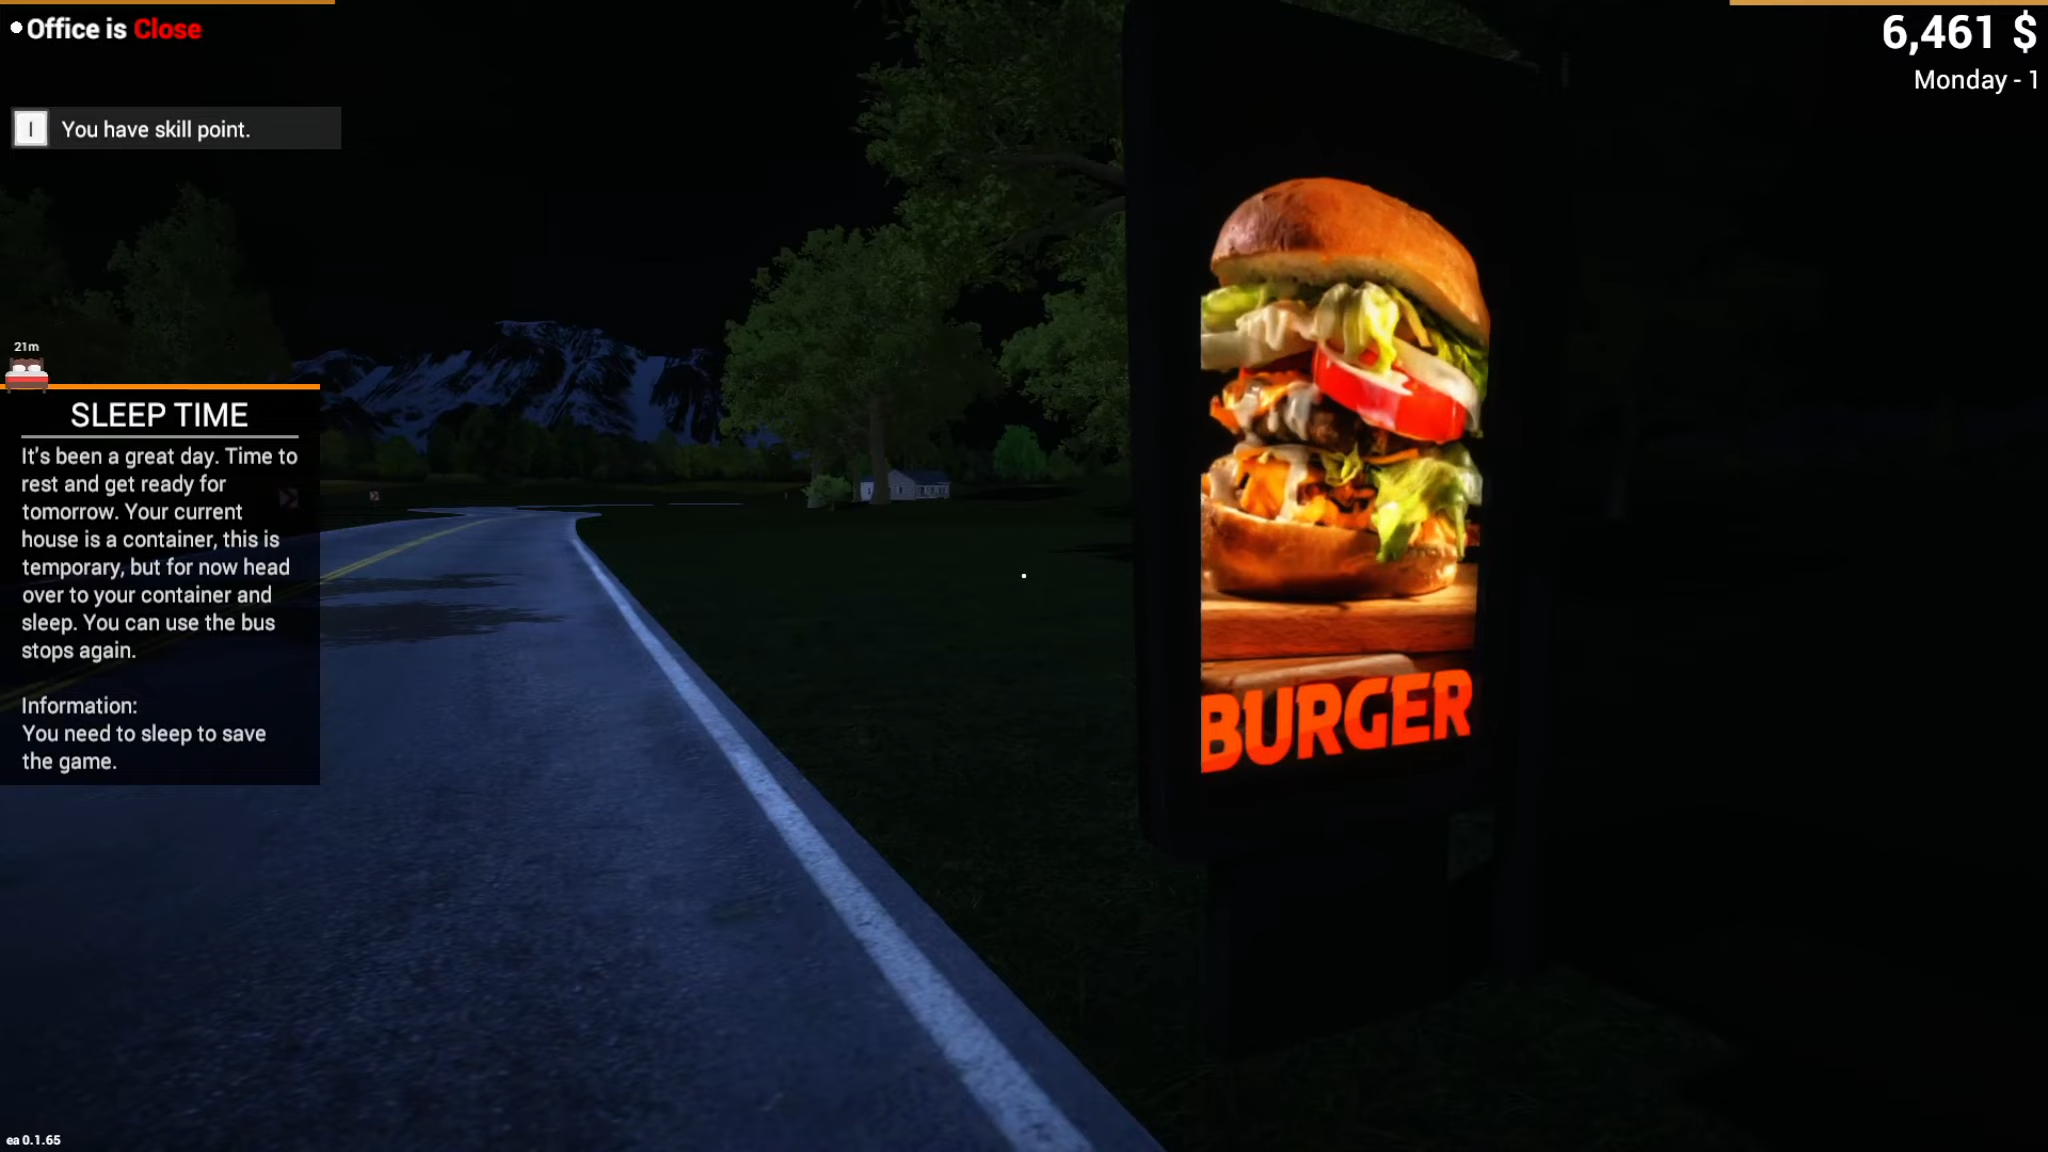 Office is Close
6,461 $
Monday - 1
I You have skill point.
21m
SLEEP TIME
It's been a great day. Time to
rest and get ready for
tomorrow. Your current
house is a container, this is
temporary, but for now head
over to your container and
sleep. You can use the bus
stops again.
Information:
You need to sleep to save
the game.
BURGER
ea 0.1.65